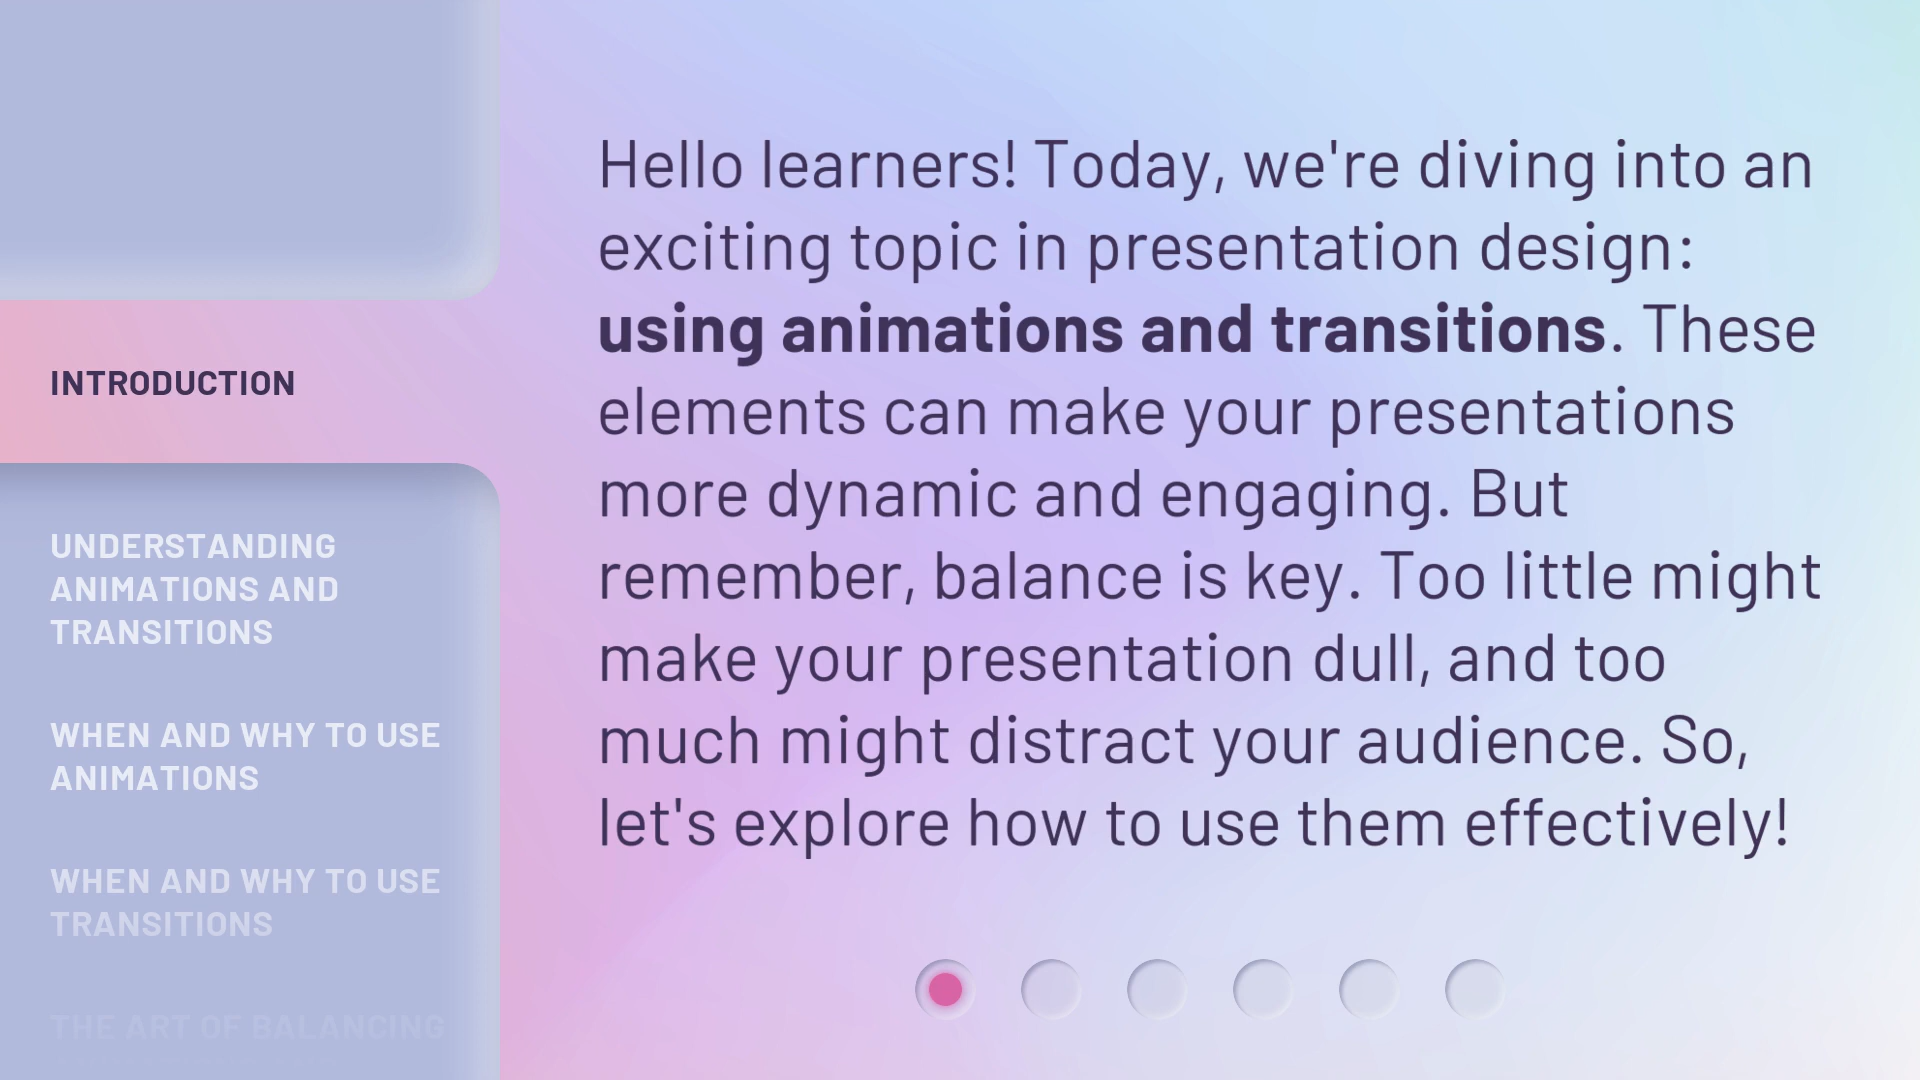 INTRODUCTION
UNDERSTANDING
ANIMATIONS AND
TRANSITIONS
WHEN AND WHY TO USE
ANIMATIONS
WHEN AND WHY TO USE
TRANSITIONS
THE ART OF BALANCING
Hello learners! Today, we're diving into an
exciting topic in presentation design:
using animations and transitions. These
elements can make your presentations
more dynamic and engaging. But
remember, balance is key. Too little might
make your presentation dull, and too
much might distract your audience. So,
let's explore how to use them effectively!